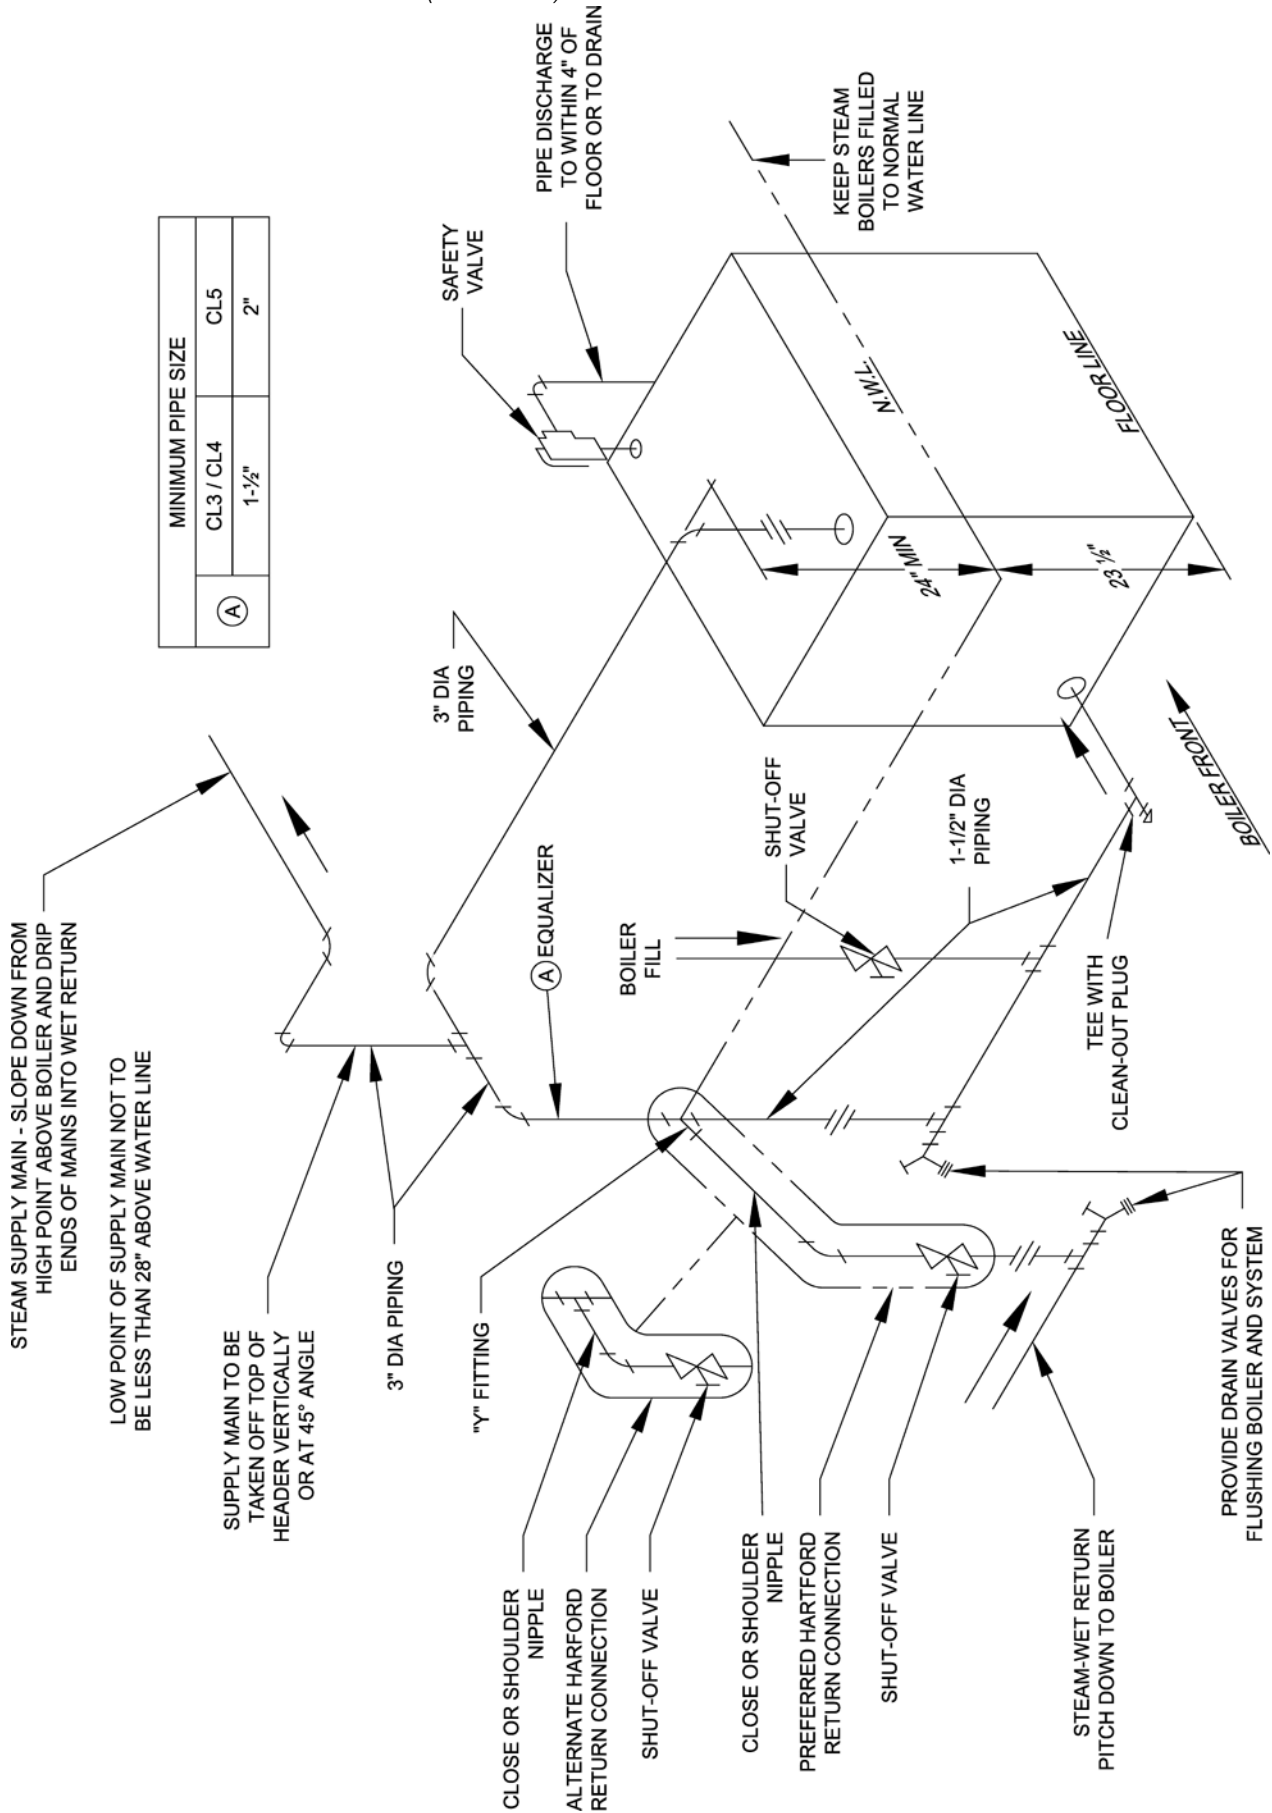 STEAM SUPPLY MAIN - SLOPE DOWN FROM
HIGH POINT ABOVE BOILER AND DRIP
ENDS OF MAINS INTO WET RETURN
LOW POINT OF SUPPLY MAIN NOT TO
BE LESS THAN 28" ABOVE WATER LINE
MINIMUM PIPE SIZE
A
CL3 / CL4
CL5
1-½"
2"
SUPPLY MAIN TO BE
TAKEN OFF TOP OF
HEADER VERTICALLY
OR AT 45° ANGLE
3" DIA PIPING
"Y" FITTING
3" DIA
PIPING
SAFETY
VALVE
PIPE DISCHARGE
TO WITHIN 4" OF
FLOOR OR TO DRAIN
A EQUALIZER
BOILER
FILL
SHUT-OFF
VALVE
1-1/2" DIA
PIPING
KEEP STEAM
BOILERS FILLED
TO NORMAL
WATER LINE
N.W.L.
24" MIN
23 ½"
FLOOR LINE
BOILER FRONT
TEE WITH
CLEAN-OUT PLUG
CLOSE OR SHOULDER
NIPPLE
ALTERNATE HARFORD
RETURN CONNECTION
SHUT-OFF VALVE
CLOSE OR SHOULDER
NIPPLE
PREFERRED HARTFORD
RETURN CONNECTION
SHUT-OFF VALVE
STEAM-WET RETURN
PITCH DOWN TO BOILER
PROVIDE DRAIN VALVES FOR
FLUSHING BOILER AND SYSTEM